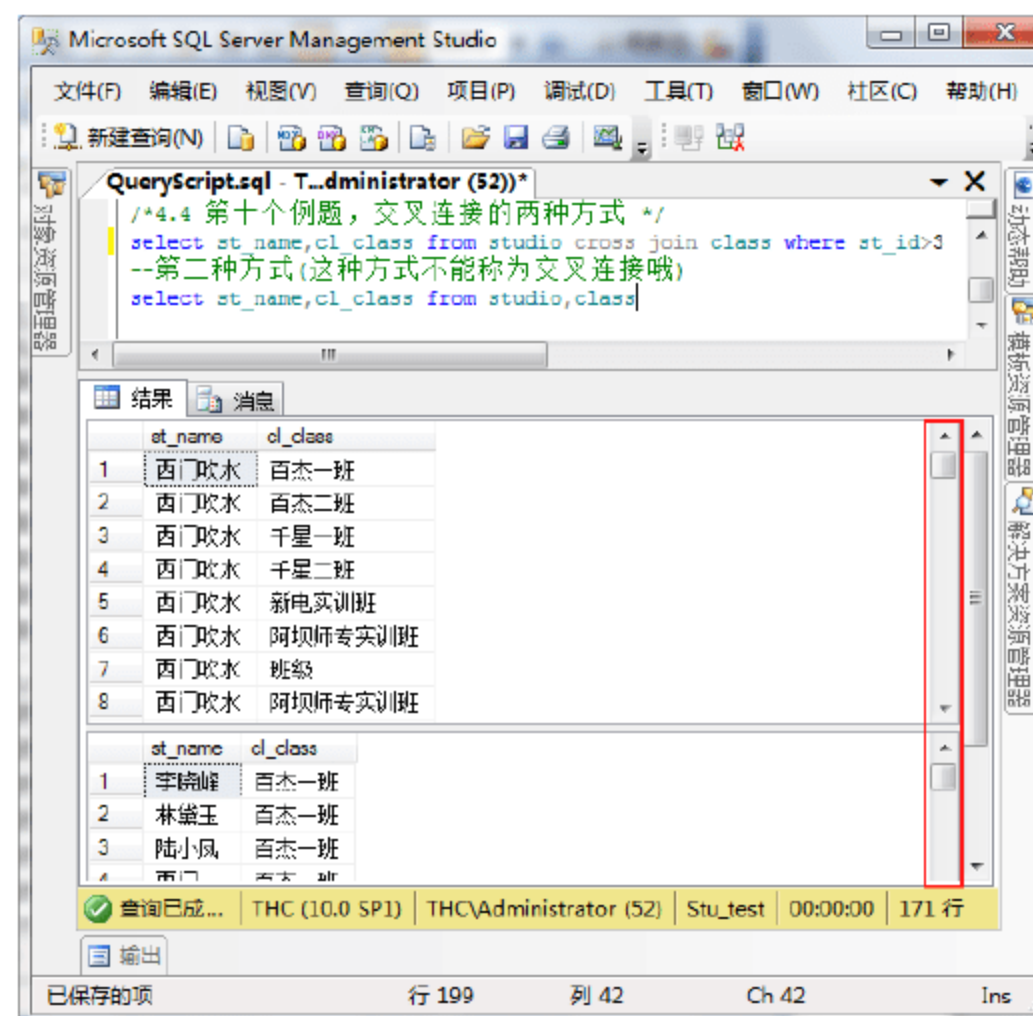 Microsoft SQL Server Management Studio
文件(F) 编辑(E) 视图(V) 查询(Q) 项目(P) 调试(D) 工具(T) 窗口(W) 社区(C) 帮助(H)
新建查询(N)
QueryScript.sql - T...dministrator (52))*
/*4.4 第十个例题，交叉连接的两种方式 */
select st_name,cl_class from studio cross join class where st_id>3
--第二种方式(这种方式不能称为交叉连接哦)
select st_name,cl_class from studio,class
对象资源管理器
动态帮助
模板资源管理器
解决方案资源管理器
结果 消息
st_name cl_class
1 西门吹水 百杰一班
2 西门吹水 百杰二班
3 西门吹水 千星一班
4 西门吹水 千星二班
5 西门吹水 新电实训班
6 西门吹水 阿坝师专实训班
7 西门吹水 班级
8 西门吹水 阿坝师专实训班
st_name cl_class
1 李晓峰 百杰一班
2 林黛玉 百杰一班
3 陆小凤 百杰一班
查询已成... THC (10.0 SP1) THC\Administrator (52) Stu_test 00:00:00 171 行
输出
已保存的项 行 199 列 42 Ch 42 Ins